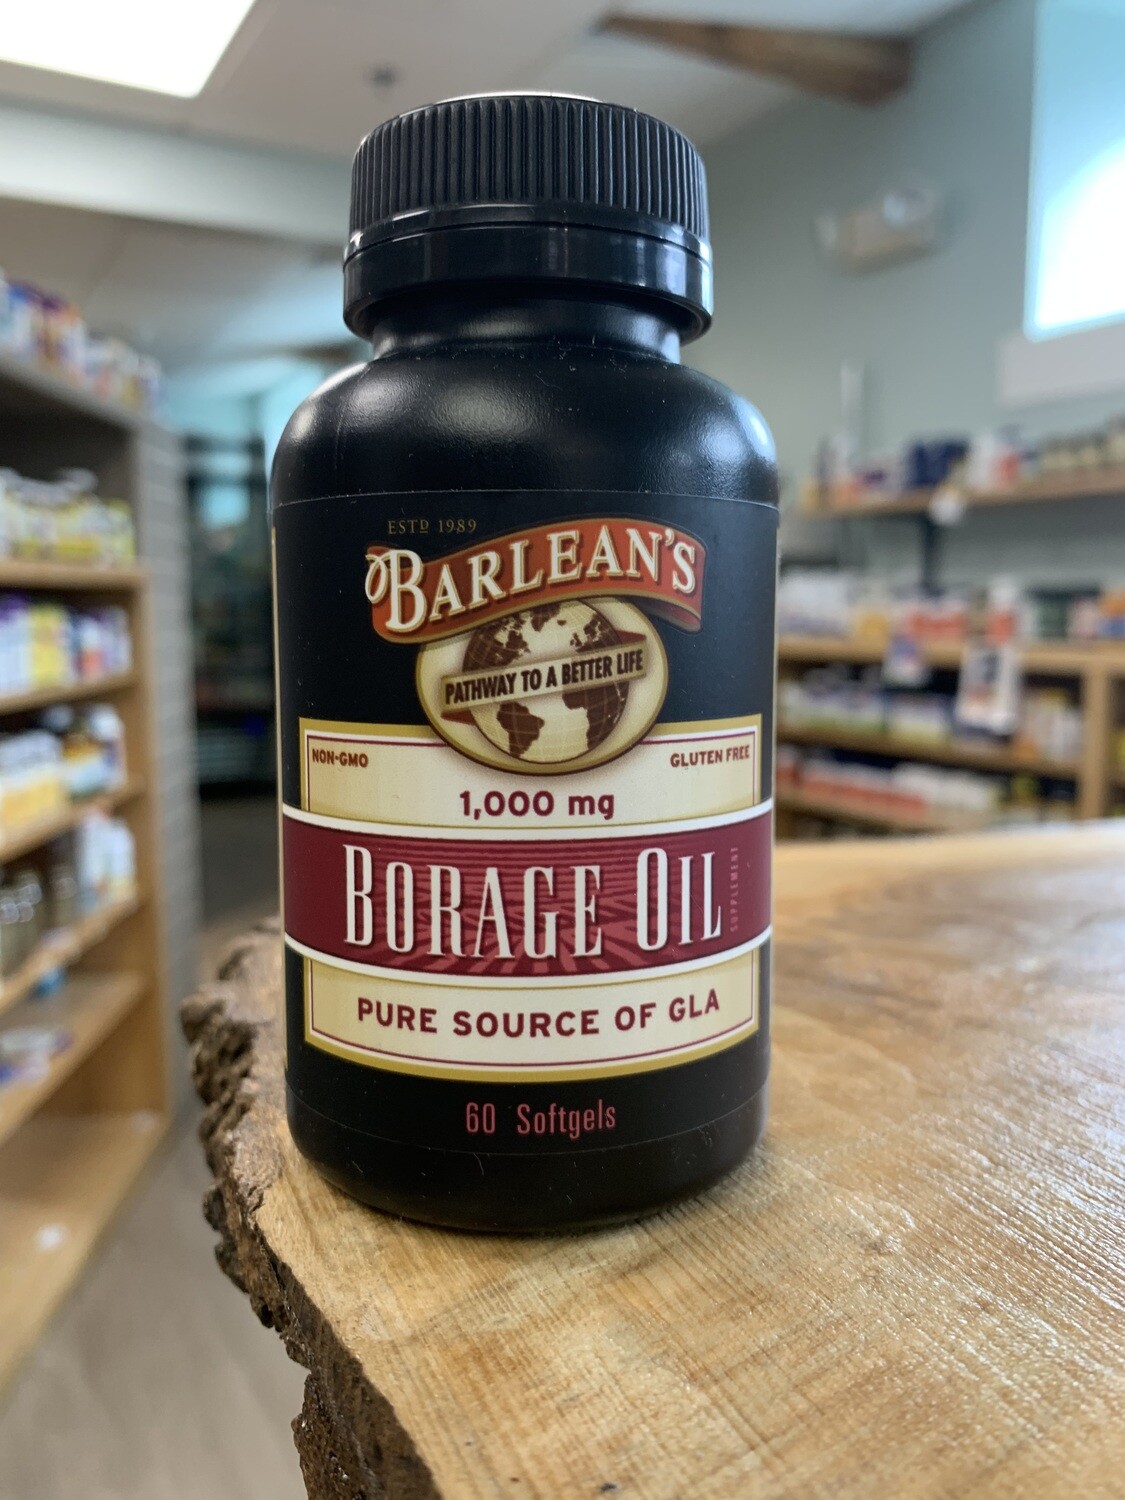 ESTD 1989
BARLEAN'S
PATHWAY TO A BETTER LIFE
NON-GMO
GLUTEN FREE
1,000 mg
BORAGE OIL
SUPPLEMENT
PURE SOURCE OF GLA
60 Softgels